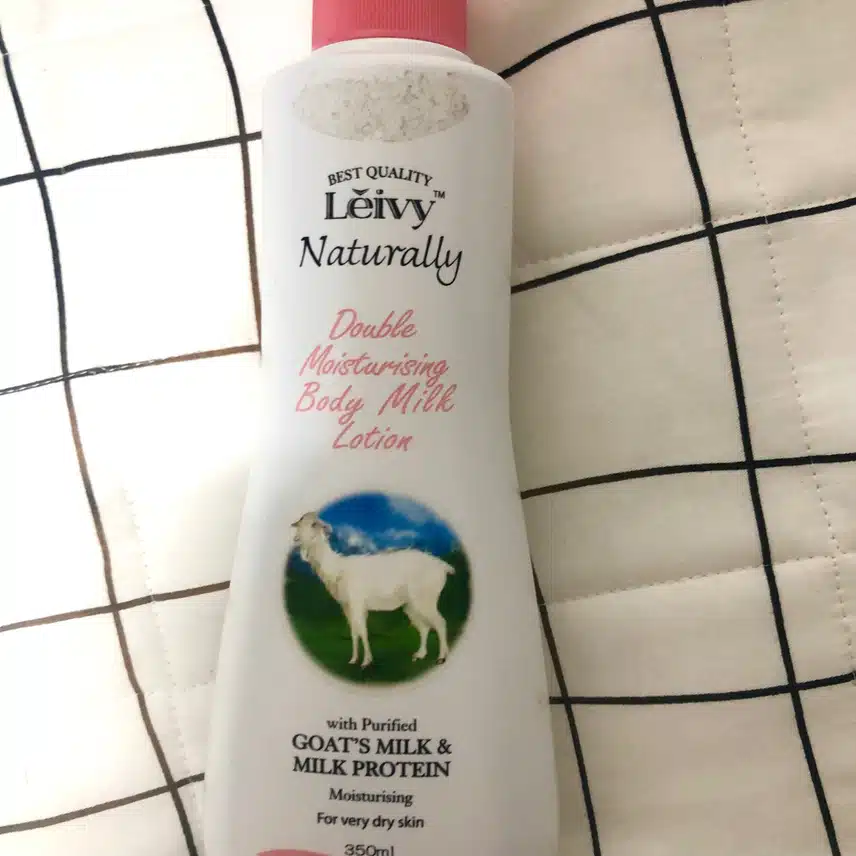 BEST QUALITY
Lěivy™
Naturally
Double
Moisturising
Body Milk
Lotion
with Purified
GOAT'S MILK &
MILK PROTEIN
Moisturising
For very dry skin
350ml